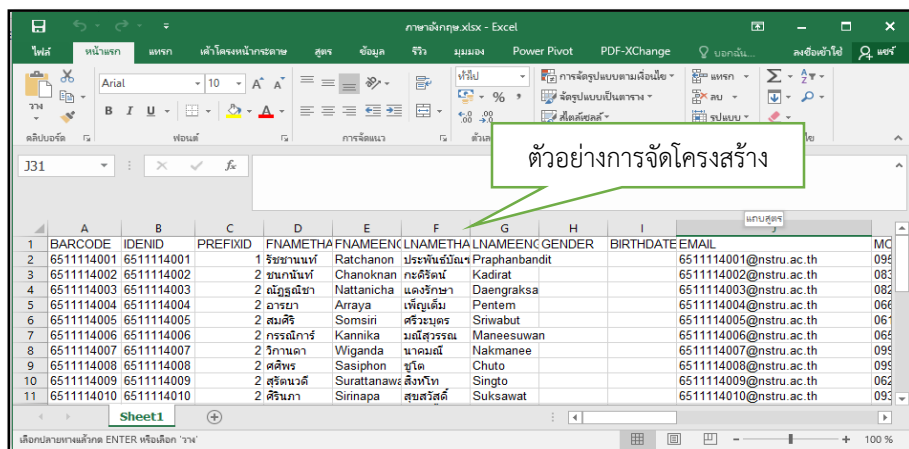 ภาษาอังกฤษ.xlsx - Excel
ไฟล์ หน้าแรก แทรก เค้าโครงหน้ากระดาษ สูตร ข้อมูล รีวิว มุมมอง Power Pivot PDF-XChange บอกฉัน... ลงชื่อเข้าใช้ แชร์
Arial 10 ทั่วไป การจัดรูปแบบตามเงื่อนไข แทรก
วาง B I U A % จัดรูปแบบเป็นตาราง ลบ
สไตล์เซลล์ รูปแบบ
คลิปบอร์ด ฟอนต์ การจัดแนว
ตัวอย่างการจัดโครงสร้าง
J31 fx
แถบสูตร
A B C D E F G H I J
1 BARCODE IDENID PREFIXID FNAMETHA FNAMEENG LNAMETHA LNAMEENG GENDER BIRTHDATE EMAIL
2 6511114001 6511114001 1 รัชชานนท์ Ratchanon Praphanbandit 6511114001@nstru.ac.th 095
3 6511114002 6511114002 2 ชนกนันท์ Chanoknan กะดิรัตน์ Kadirat 6511114002@nstru.ac.th
4 6511114003 6511114003 2 ณัฏฐณิชา Nattanicha แดงรักษา Daengraksa 6511114003@nstru.ac.th
5 6511114004 6511114004 2 อารยา Arraya เพ็ญเต็ม Pentem 6511114004@nstru.ac.th
6 6511114005 6511114005 2 สมศิริ Somsiri ศรีวะบุตร Sriwabut 6511114005@nstru.ac.th
7 6511114006 6511114006 2 กรรณิการ์ Kannika มณีสุวรรณ Maneesuwan 6511114006@nstru.ac.th
8 6511114007 6511114007 2 วิกานดา Wiganda นาคมณี Nakmanee 6511114007@nstru.ac.th
9 6511114008 6511114008 2 ศศิพร Sasiphon ชูโต Chuto 6511114008@nstru.ac.th
10 6511114009 6511114009 2 สุรัตนวดี Surattanawa สิงห์โท Singto 6511114009@nstru.ac.th 062
11 6511114010 6511114010 2 ศิรินภา Sirinapa สุขสวัสดิ์ Suksawat 6511114010@nstru.ac.th
Sheet1
เลือกปลายทางแล้วกด ENTER หรือเลือก 'วาง' 100 %